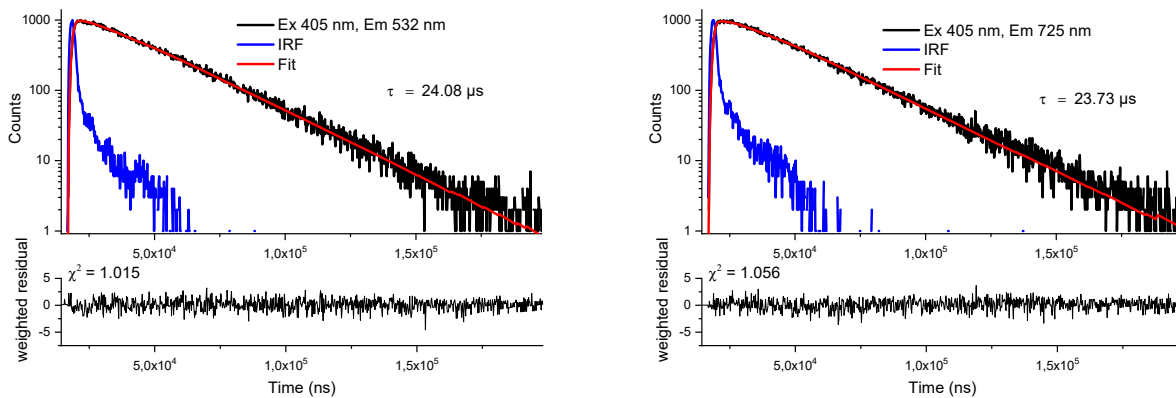 1000
100
10
1
Counts
Ex 405 nm, Em 532 nm
IRF
Fit
τ = 24.08 µs
5,0x10⁴
1,0x10⁵
1,5x10⁵
5
0
-5
weighted residual
χ² = 1.015
5,0x10⁴
1,0x10⁵
1,5x10⁵
Time (ns)
1000
100
10
1
Counts
Ex 405 nm, Em 725 nm
IRF
Fit
τ = 23.73 µs
5,0x10⁴
1,0x10⁵
1,5x10⁵
5
0
-5
weighted residual
χ² = 1.056
5,0x10⁴
1,0x10⁵
1,5x10⁵
Time (ns)